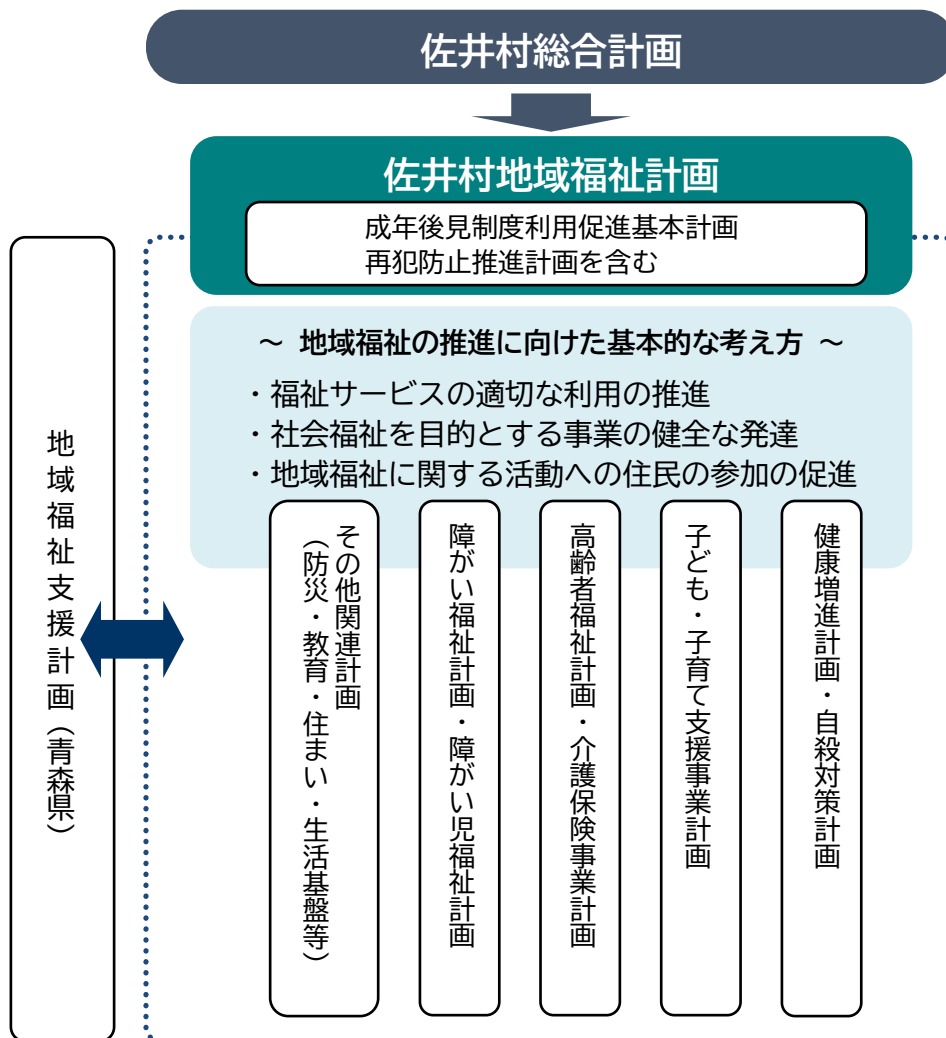 佐井村総合計画
佐井村地域福祉計画
成年後見制度利用促進基本計画
再犯防止推進計画を含む
~ 地域福祉の推進に向けた基本的な考え方 ~
・福祉サービスの適切な利用の推進
・社会福祉を目的とする事業の健全な発達
・地域福祉に関する活動への住民の参加の促進
地域福祉支援計画(青森県)
その他関連計画
(防災・教育・住まい・生活基盤等)
障がい福祉計画・障がい児福祉計画
高齢者福祉計画・介護保険事業計画
子ども・子育て支援事業計画
健康増進計画・自殺対策計画